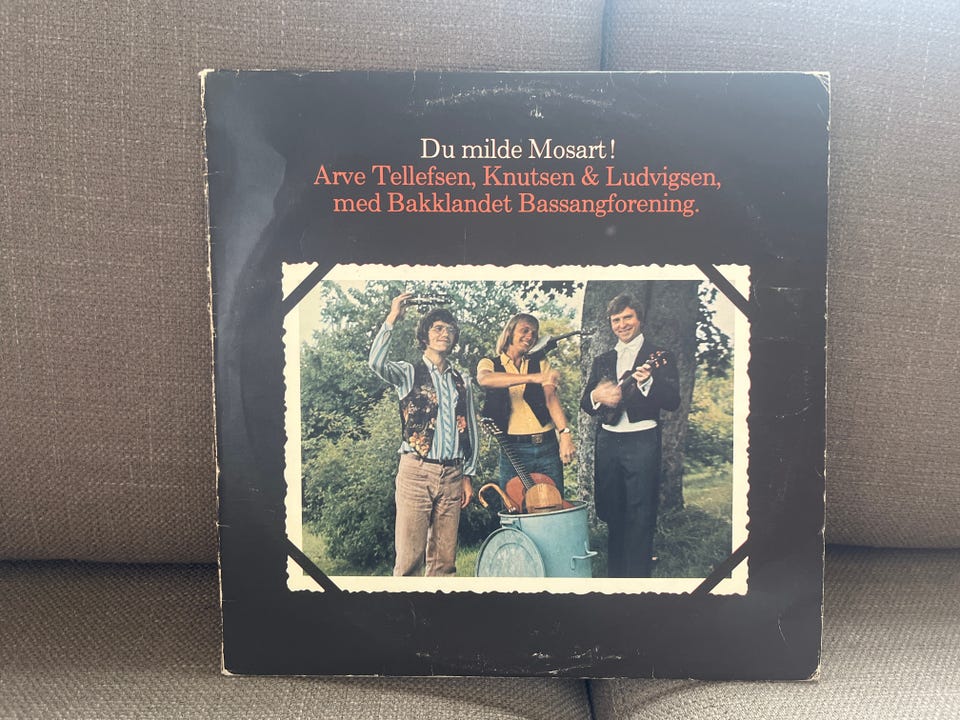 Du milde Mosart!
Arve Tellefsen, Knutsen & Ludvigsen,
med Bakklandet Bassangforening.